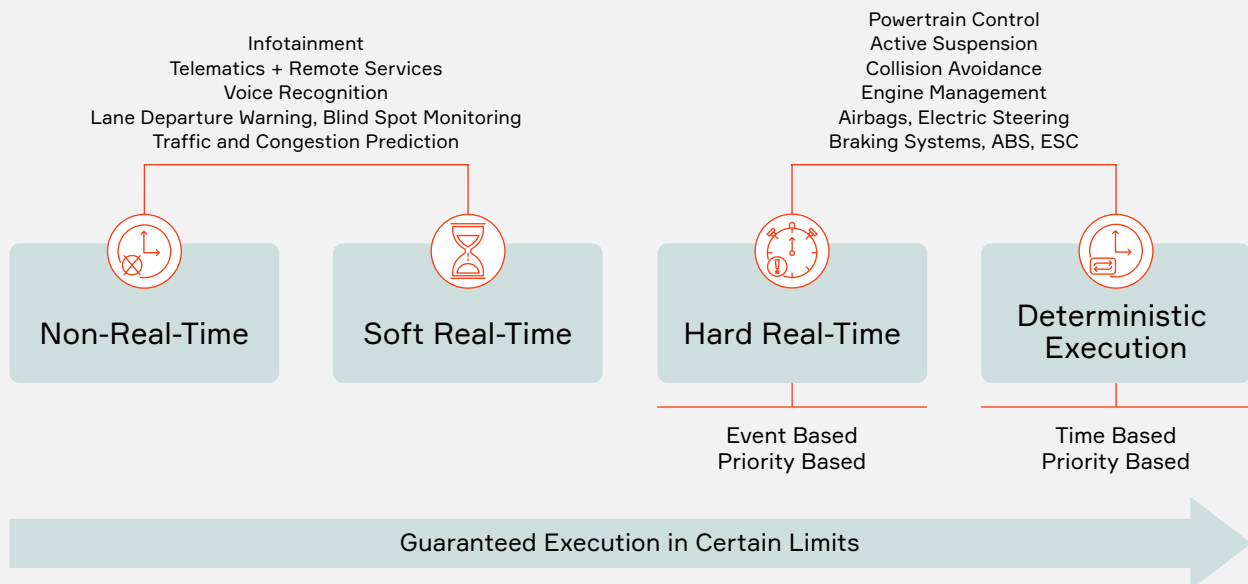 Infotainment
Telematics + Remote Services
Voice Recognition
Lane Departure Warning, Blind Spot Monitoring
Traffic and Congestion Prediction
Powertrain Control
Active Suspension
Collision Avoidance
Engine Management
Airbags, Electric Steering
Braking Systems, ABS, ESC
Non-Real-Time
Soft Real-Time
Hard Real-Time
Deterministic
Execution
Event Based
Priority Based
Time Based
Priority Based
Guaranteed Execution in Certain Limits